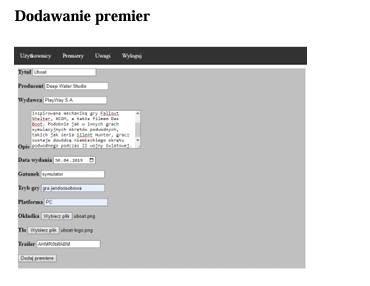 Dodawanie premier
Użytkownicy Premiery Uwagi Wyloguj
Tytuł Uboat
Producent Deep Water Studio
Wydawca PlayWay S.A.
inspirowana mechaniką gry Fallout
Shelter, XCOM, a także filmem Das
Boot. Podobnie jak w innych grach
symulacyjnych okrętów podwodnych,
takich jak seria Silent Hunter, gracz
zostaje dowódcą niemieckiego okrętu
podwodnego podczas II wojny światowej.
Opis
Data wydania 30.04.2019
Gatunek symulator
Tryb gry gra jednoosobowa
Platforma PC
Okładka Wybierz plik uboat.png
Tło Wybierz plik uboat-logo.png
Trailer
Dodaj premierę